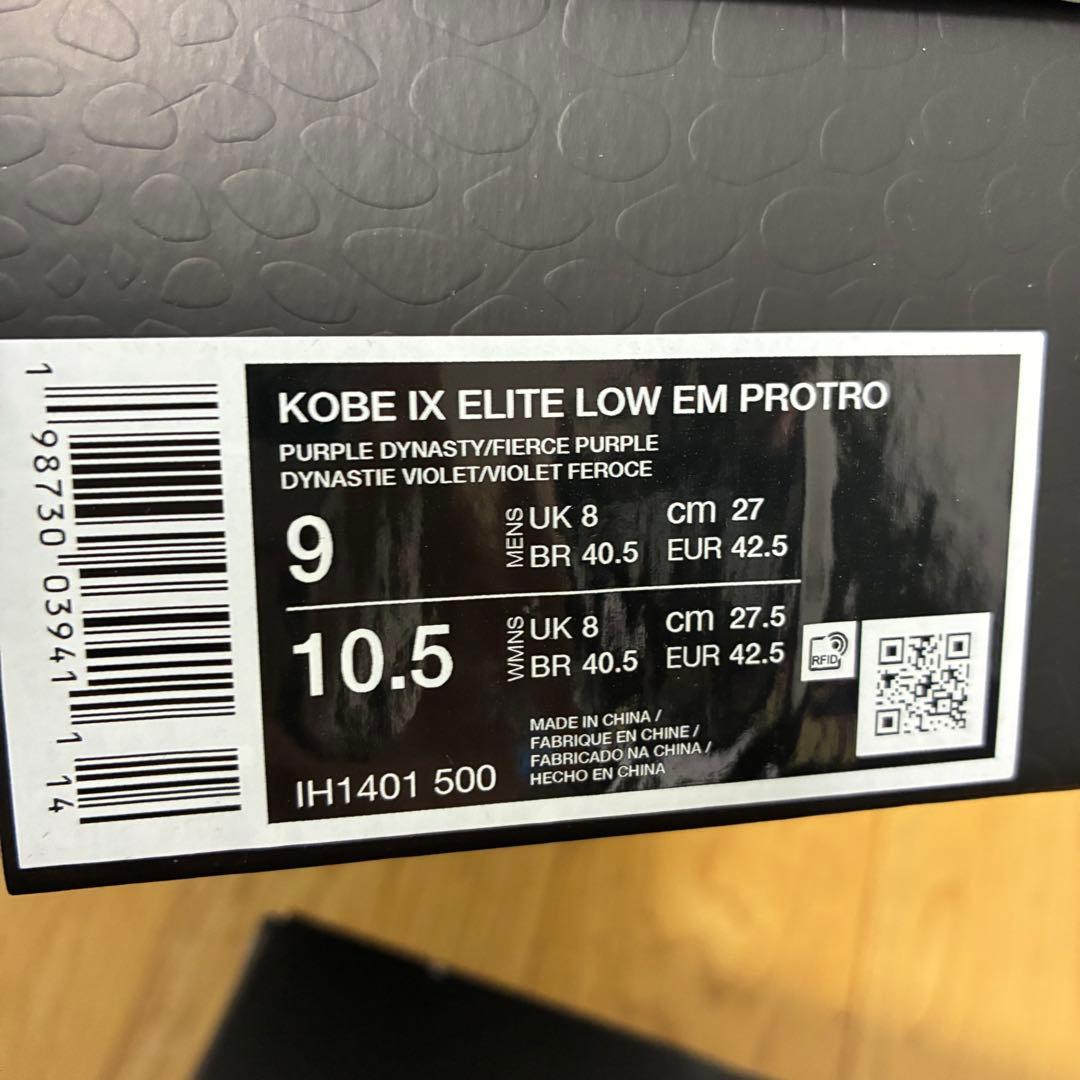 KOBE IX ELITE LOW EM PROTRO
PURPLE DYNASTY/FIERCE PURPLE
DYNASTIE VIOLET/VIOLET FEROCE
9
MENS
UK 8 cm 27
BR 40.5 EUR 42.5
10.5
WMNS
UK 8 cm 27.5
BR 40.5 EUR 42.5
RFID
MADE IN CHINA /
FABRIQUE EN CHINE /
FABRICADO NA CHINA /
HECHO EN CHINA
IH1401 500
1 98730 03941 1 14